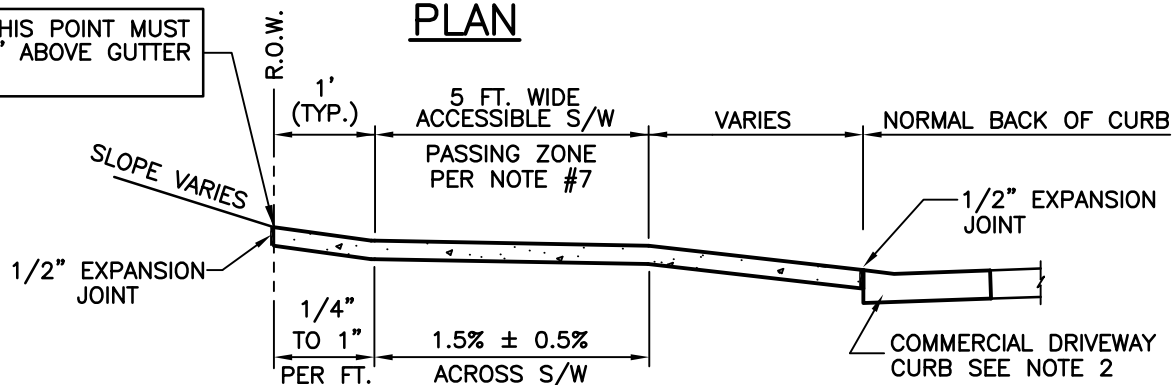 PLAN
HIS POINT MUST
" ABOVE GUTTER
R.O.W.
1'
(TYP.)
5 FT. WIDE
ACCESSIBLE S/W
VARIES
NORMAL BACK OF CURB
PASSING ZONE
PER NOTE #7
SLOPE VARIES
1/2" EXPANSION
JOINT
1/2" EXPANSION
JOINT
1/4"
TO 1"
PER FT.
1.5% ± 0.5%
ACROSS S/W
COMMERCIAL DRIVEWAY
CURB SEE NOTE 2